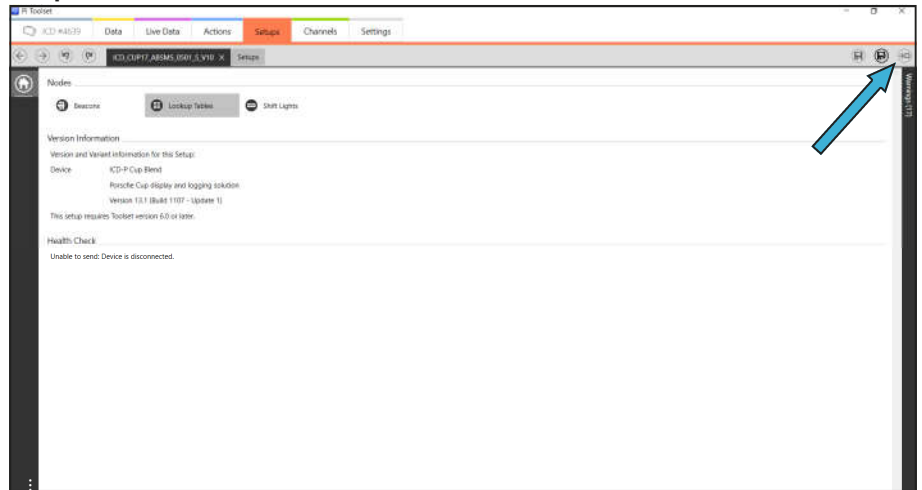 Pi Toolset
ICD #4639 Data Live Data Actions Setups Channels Settings
ICD_CUP17_ABSM5_0501_S_V10 X Setups
Nodes
Beacons Lookup Tables Shift Lights
Version Information
Version and Variant information for this Setup:
Device ICD-P Cup Blend
Porsche Cup display and logging solution
Version 13.1 (Build 1107 - Update 1)
This setup requires Toolset version 6.0 or later.
Health Check
Unable to send: Device is disconnected.
Warnings (17)